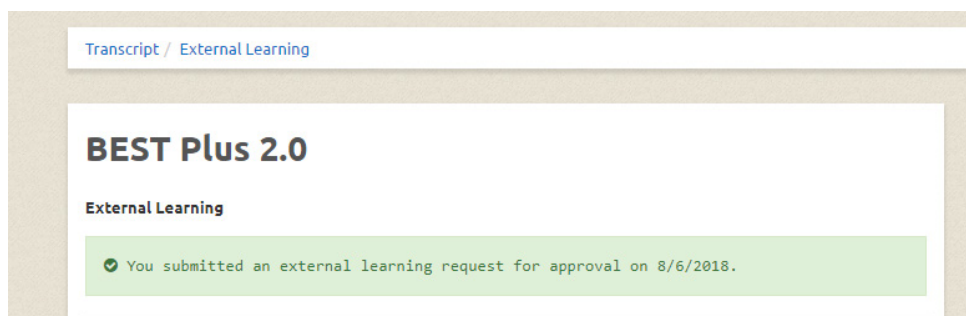 Transcript / External Learning
BEST Plus 2.0
External Learning
You submitted an external learning request for approval on 8/6/2018.